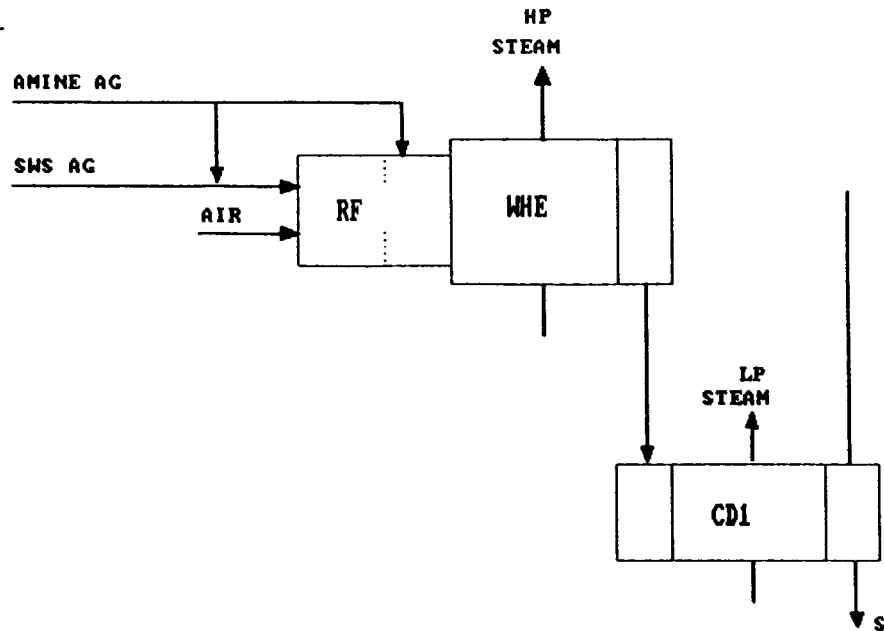 HP
STEAM
AMINE AG
SWS AG
AIR
RF
WHE
LP
STEAM
CD1
S